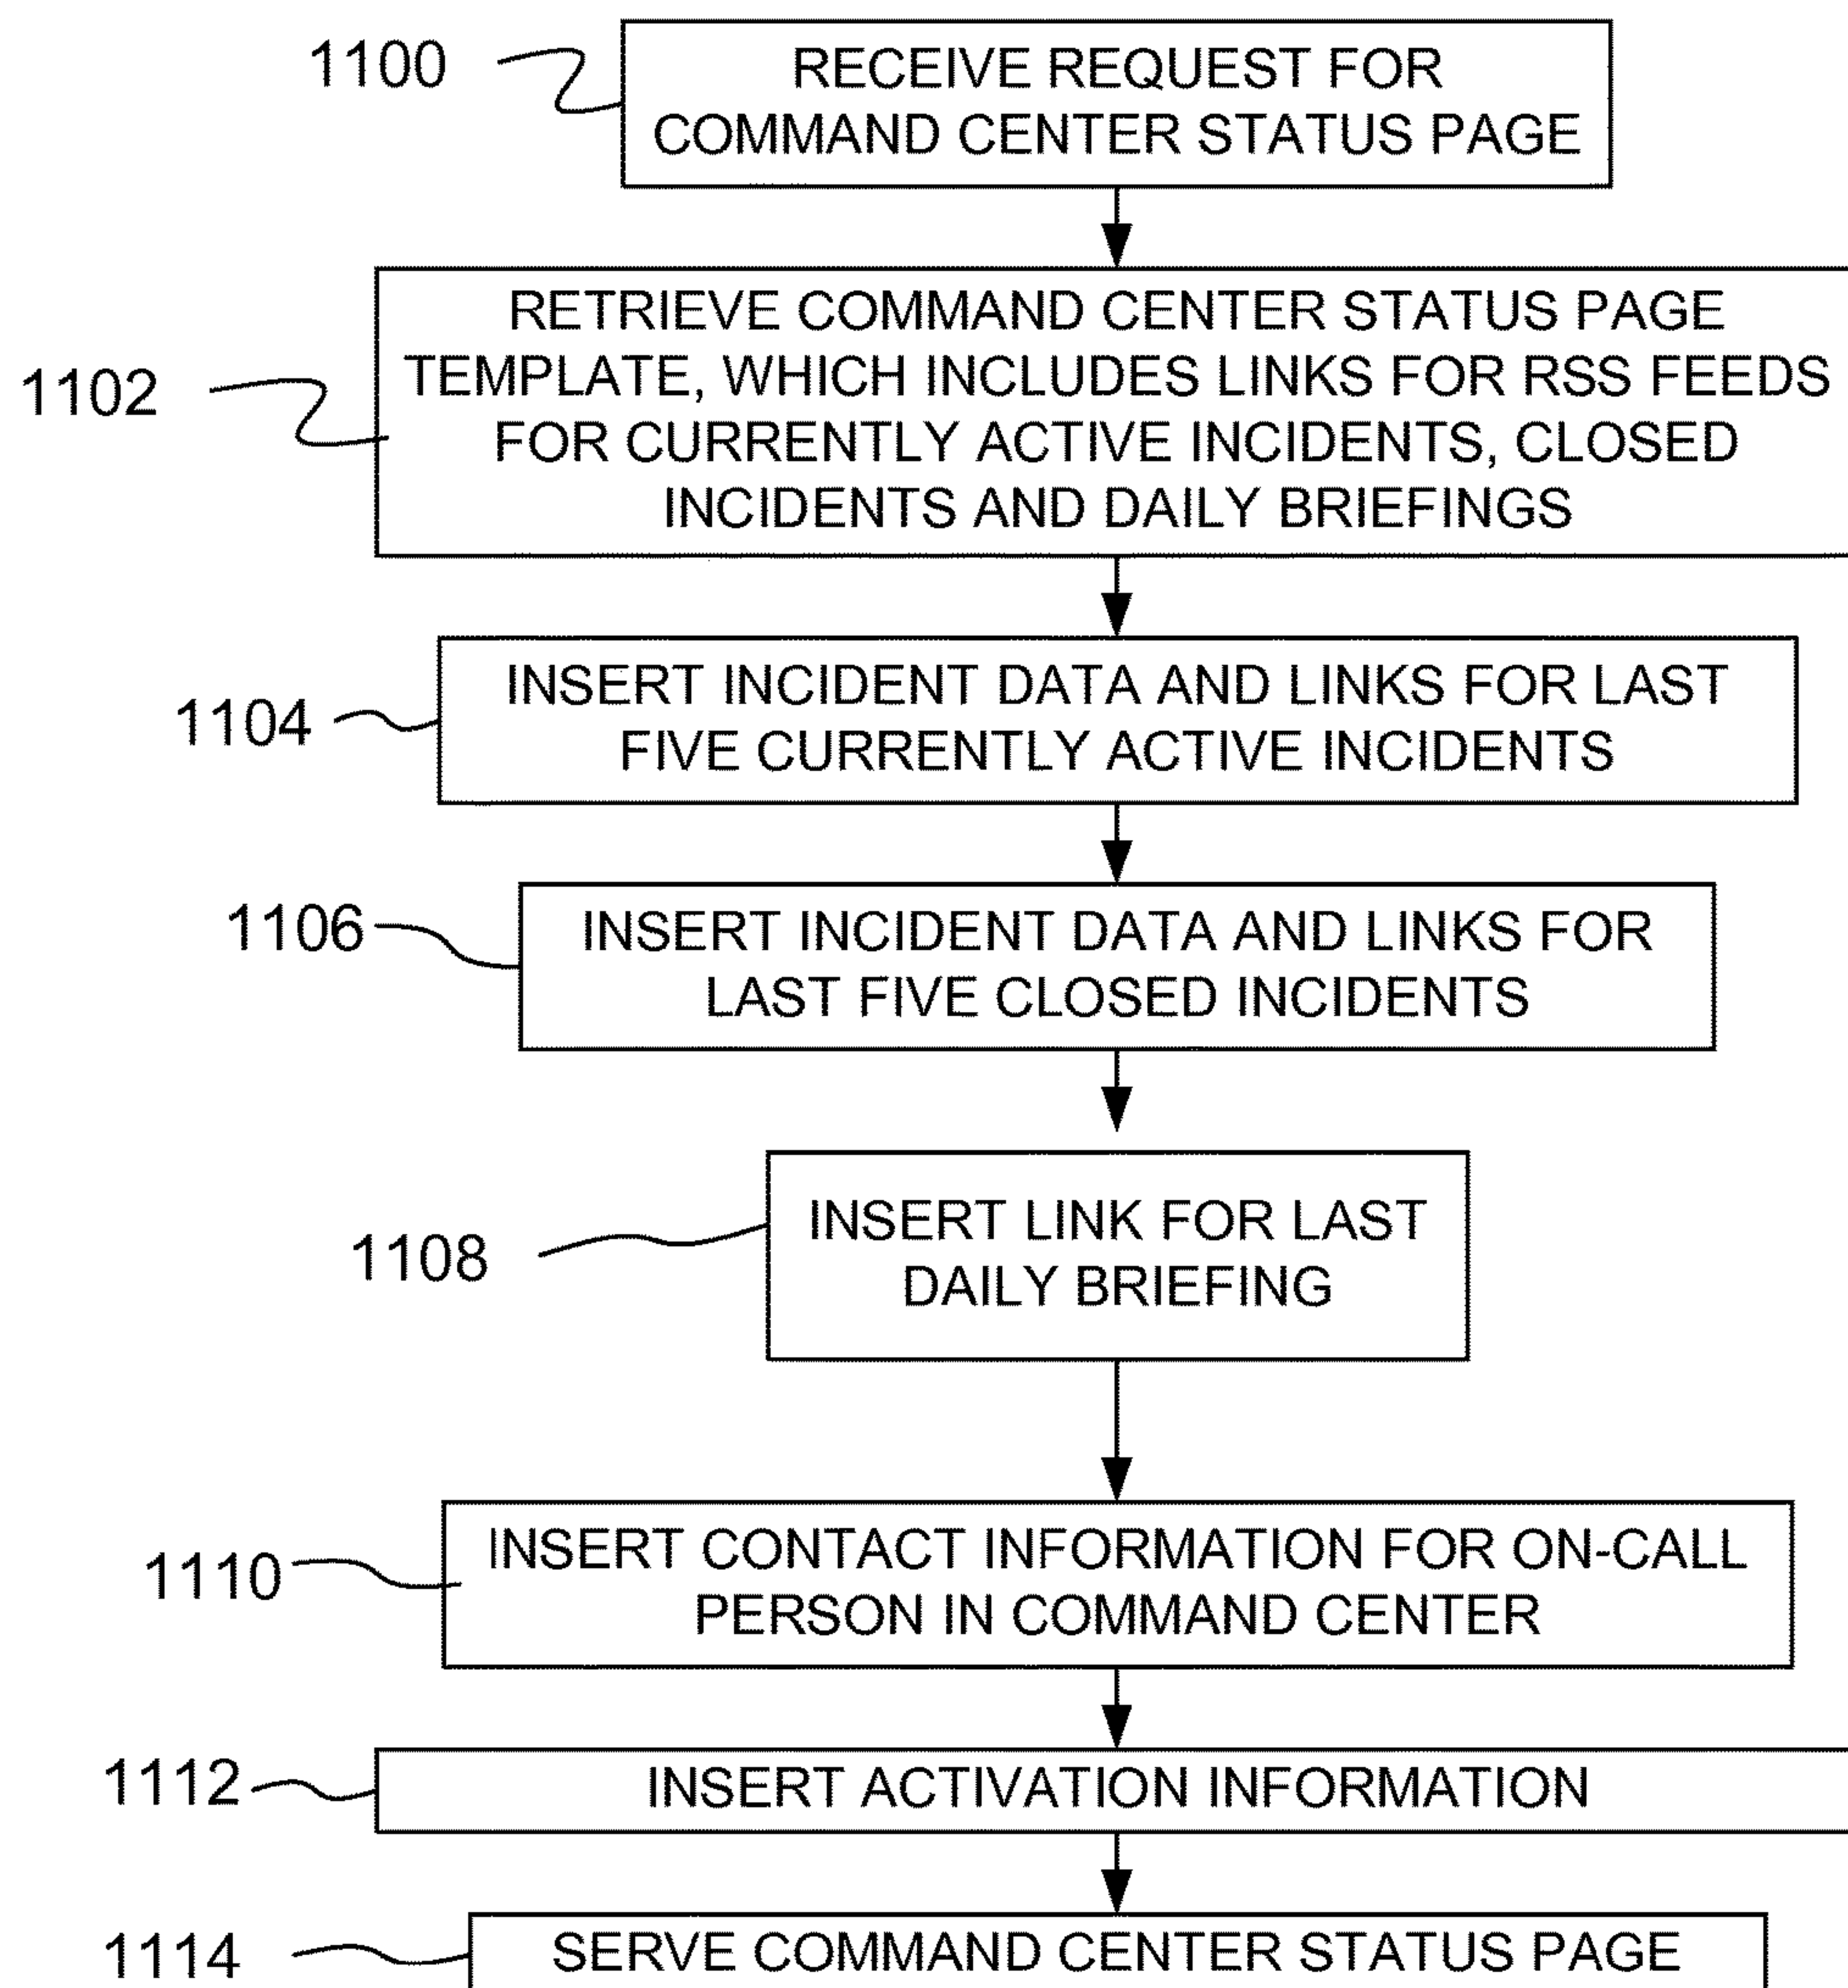 1100
RECEIVE REQUEST FOR
COMMAND CENTER STATUS PAGE
1102
RETRIEVE COMMAND CENTER STATUS PAGE
TEMPLATE, WHICH INCLUDES LINKS FOR RSS FEEDS
FOR CURRENTLY ACTIVE INCIDENTS, CLOSED
INCIDENTS AND DAILY BRIEFINGS
1104
INSERT INCIDENT DATA AND LINKS FOR LAST
FIVE CURRENTLY ACTIVE INCIDENTS
1106
INSERT INCIDENT DATA AND LINKS FOR
LAST FIVE CLOSED INCIDENTS
1108
INSERT LINK FOR LAST
DAILY BRIEFING
1110
INSERT CONTACT INFORMATION FOR ON-CALL
PERSON IN COMMAND CENTER
1112
INSERT ACTIVATION INFORMATION
1114
SERVE COMMAND CENTER STATUS PAGE